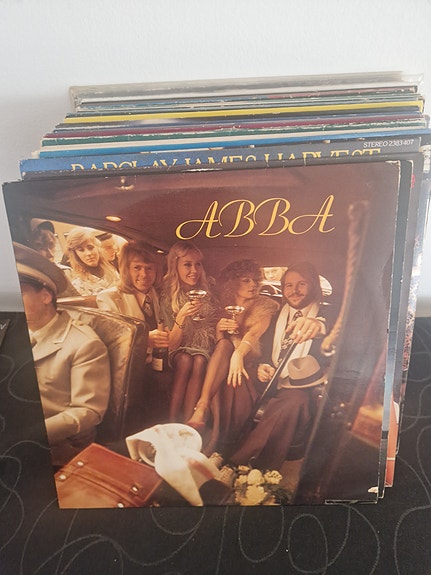 STEREO 2383 407
BARCLAY JAMES HARVEST
ABBA